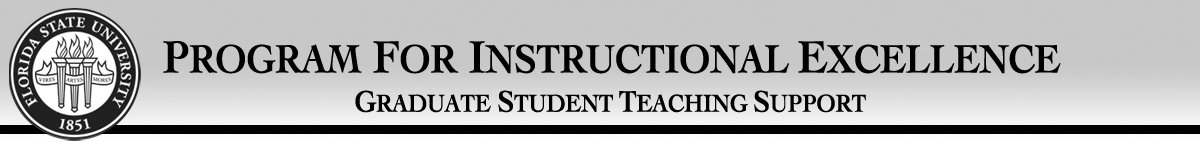 FLORIDA STATE UNIVERSITY
VIRES ARTES MORES
1851
PROGRAM FOR INSTRUCTIONAL EXCELLENCE
GRADUATE STUDENT TEACHING SUPPORT